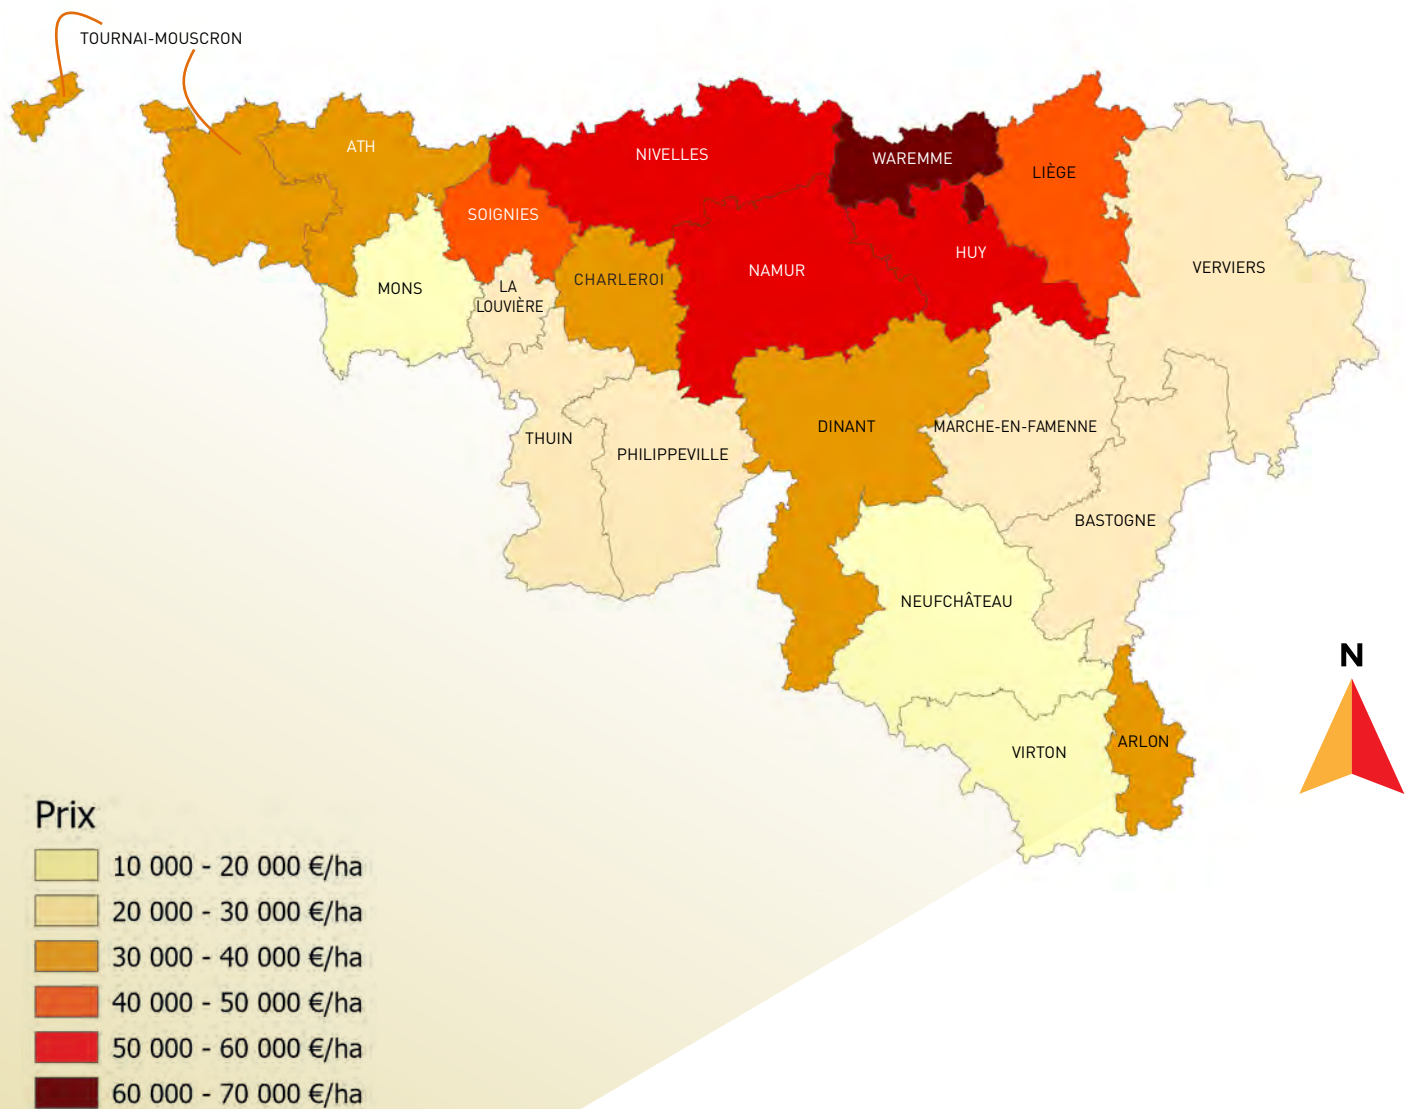 TOURNAI-MOUSCRON
ATH
NIVELLES
WAREMME
LIÈGE
SOIGNIES
HUY
VERVIERS
NAMUR
CHARLEROI
MONS
LA
LOUVIÈRE
DINANT
MARCHE-EN-FAMENNE
THUIN
PHILIPPEVILLE
BASTOGNE
NEUFCHÂTEAU
N
ARLON
VIRTON
Prix
10 000 - 20 000 €/ha
20 000 - 30 000 €/ha
30 000 - 40 000 €/ha
40 000 - 50 000 €/ha
50 000 - 60 000 €/ha
60 000 - 70 000 €/ha